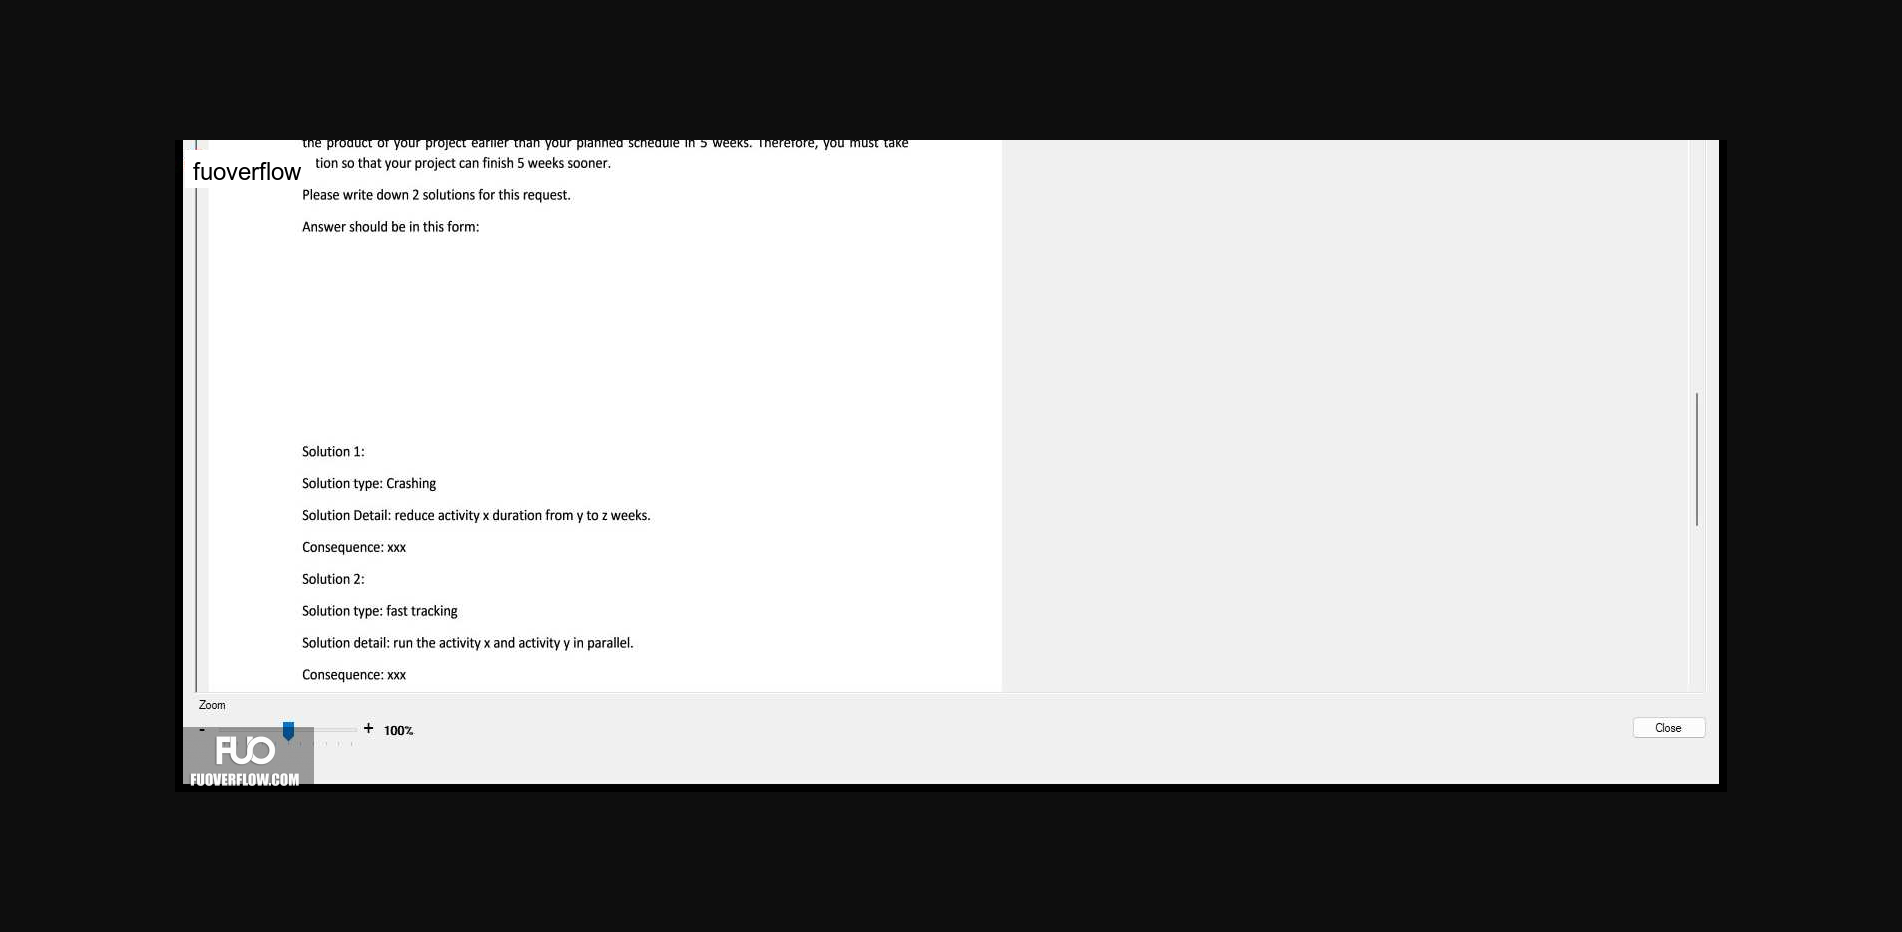 the product of your project earlier than your planned schedule in 5 weeks. Therefore, you must take
fuoverflow tion so that your project can finish 5 weeks sooner.
Please write down 2 solutions for this request.
Answer should be in this form:
Solution 1:
Solution type: Crashing
Solution Detail: reduce activity x duration from y to z weeks.
Consequence: xxx
Solution 2:
Solution type: fast tracking
Solution detail: run the activity x and activity y in parallel.
Consequence: xxx
Zoom
- + 100%
Close
FUO
FUOVERFLOW.COM